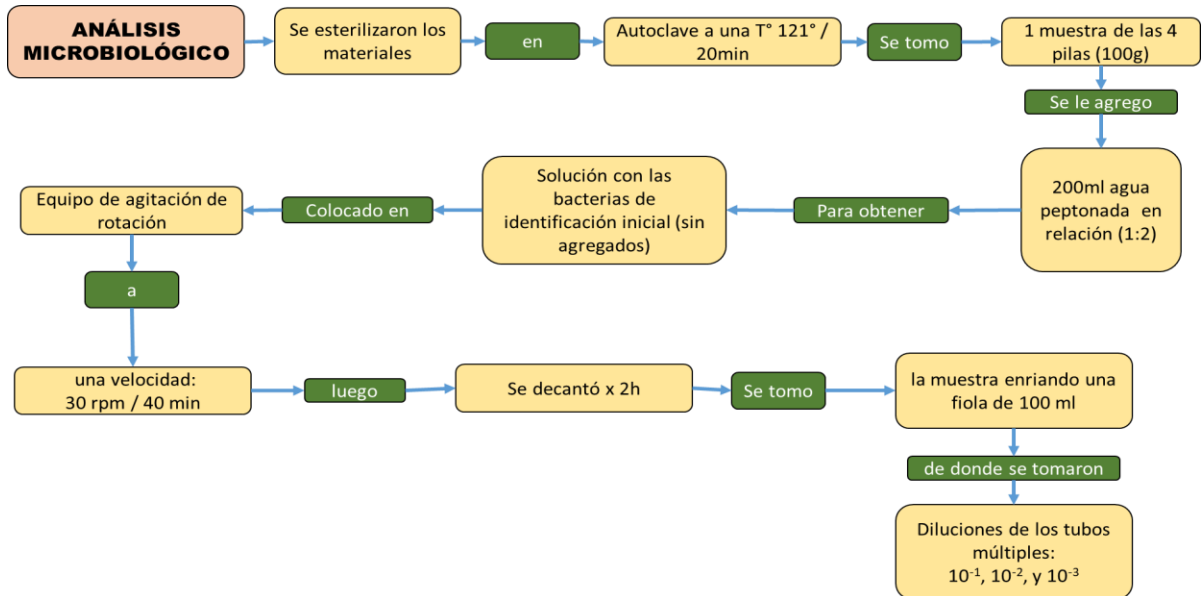 ANÁLISIS
MICROBIOLÓGICO
Se esterilizaron los
materiales
en
Autoclave a una T° 121° /
20min
Se tomo
1 muestra de las 4
pilas (100g)
Se le agrego
200ml agua
peptonada en
relación (1:2)
Para obtener
Solución con las
bacterias de
identificación inicial (sin
agregados)
Colocado en
Equipo de agitación de
rotación
a
una velocidad:
30 rpm / 40 min
luego
Se decantó x 2h
Se tomo
la muestra enriando una
fiola de 100 ml
de donde se tomaron
Diluciones de los tubos
múltiples:
10⁻¹, 10⁻², y 10⁻³